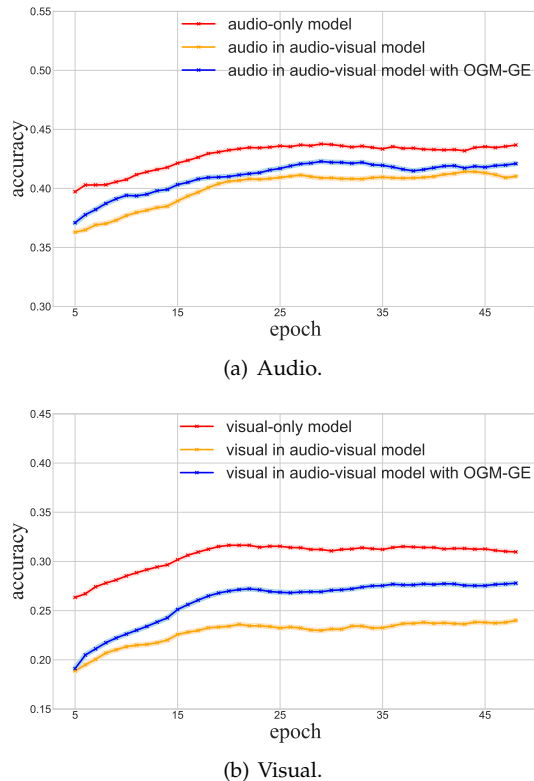 0.55
audio-only model
audio in audio-visual model
audio in audio-visual model with OGM-GE
0.50
0.45
0.40
0.35
0.30
accuracy
5 15 25 35 45
epoch
(a) Audio.
0.45
visual-only model
visual in audio-visual model
visual in audio-visual model with OGM-GE
0.40
0.35
0.30
0.25
0.20
0.15
accuracy
5 15 25 35 45
epoch
(b) Visual.